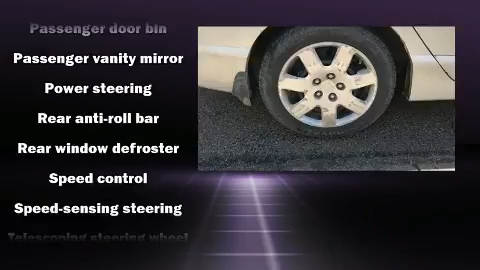 Passenger door bin
Passenger vanity mirror
Power steering
Rear anti-roll bar
Rear window defroster
Speed control
Speed-sensing steering
Telescoping steering wheel